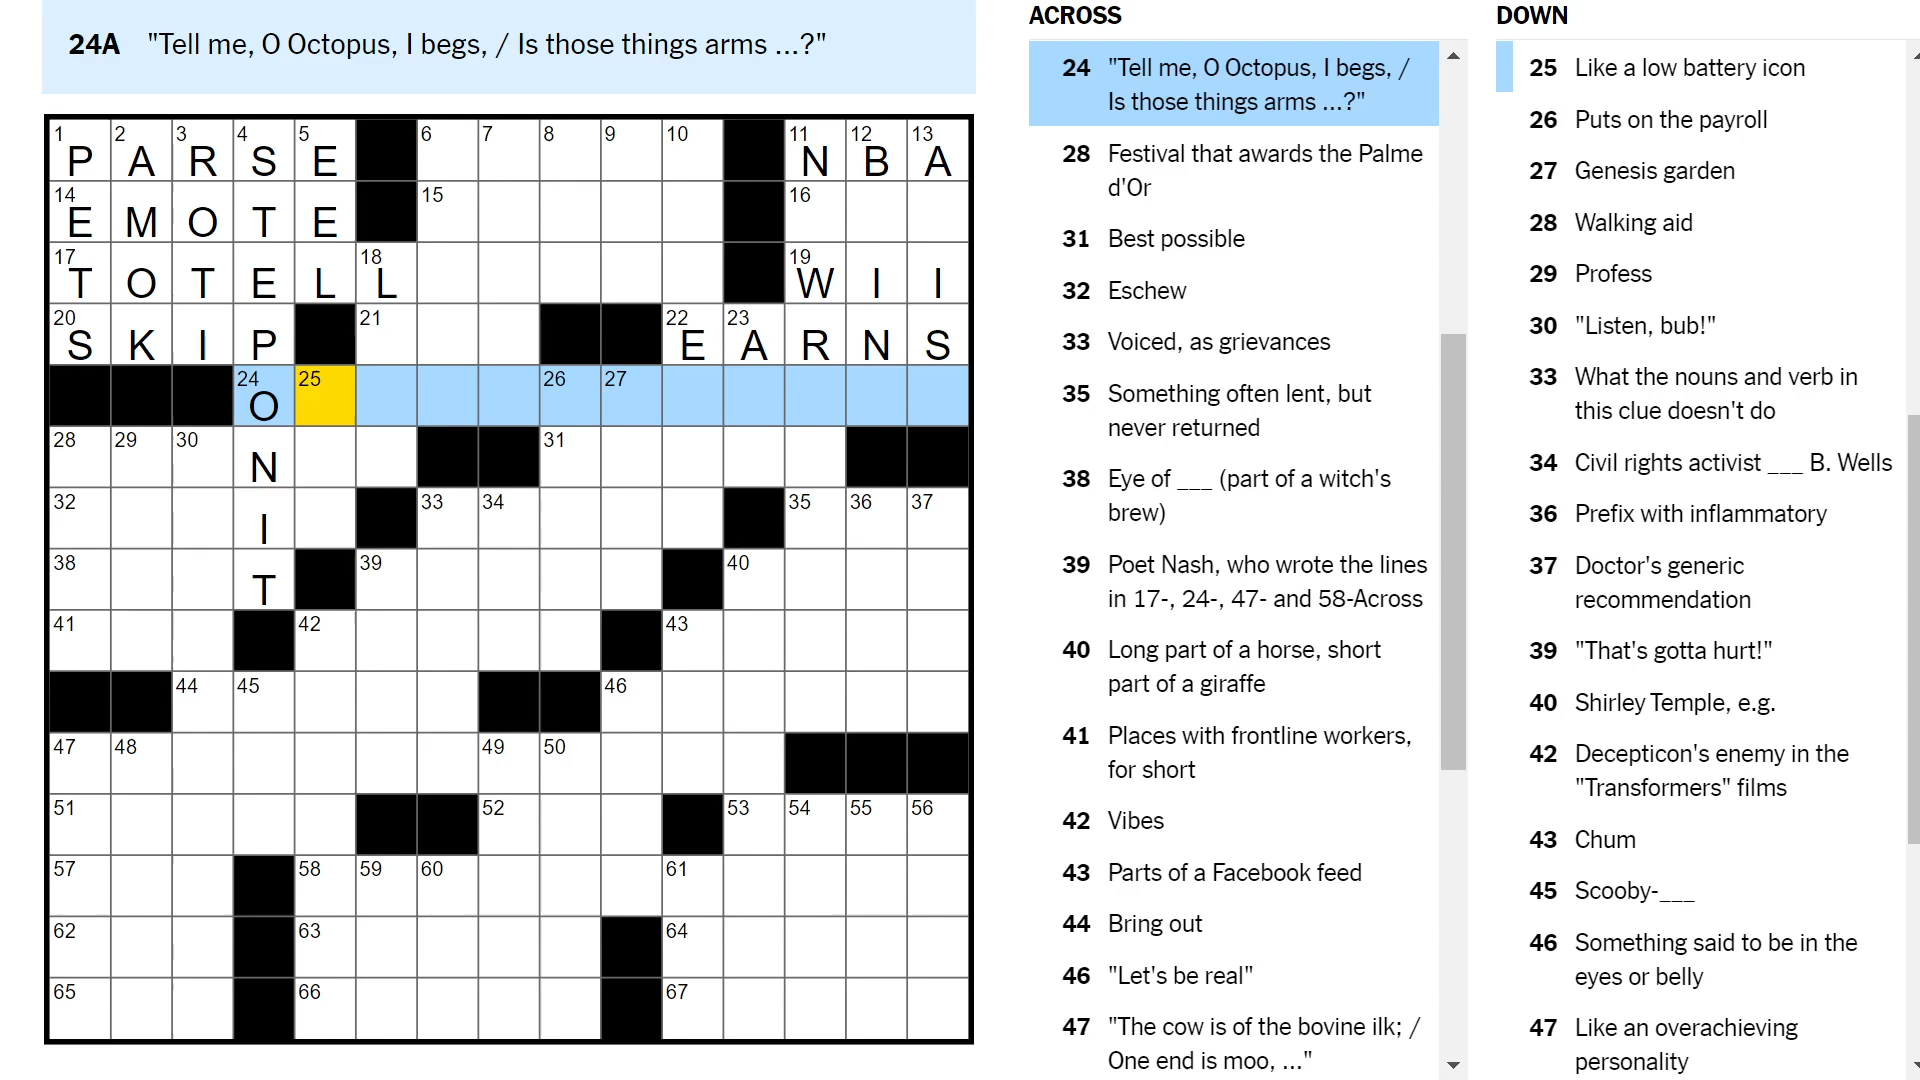 24A "Tell me, O Octopus, I begs, / Is those things arms ...?"
1 2 3 4 5 6 7 8 9 10 11 12 13
P A R S E N B A
14 15 16
E M O T E
17 18 19
T O T E L L W I I
20 21 22 23
S K I P E A R N S
24 25 26 27
O
28 29 30 31
N
32 33 34 35 36 37
I
38 39 40
T
41 42 43
44 45 46
47 48 49 50
51 52 53 54 55 56
57 58 59 60 61
62 63 64
65 66 67
ACROSS
24 "Tell me, O Octopus, I begs, /
Is those things arms ...?"
28 Festival that awards the Palme
d'Or
31 Best possible
32 Eschew
33 Voiced, as grievances
35 Something often lent, but
never returned
38 Eye of ___ (part of a witch's
brew)
39 Poet Nash, who wrote the lines
in 17-, 24-, 47- and 58-Across
40 Long part of a horse, short
part of a giraffe
41 Places with frontline workers,
for short
42 Vibes
43 Parts of a Facebook feed
44 Bring out
46 "Let's be real"
47 "The cow is of the bovine ilk; /
One end is moo, ..."
DOWN
25 Like a low battery icon
26 Puts on the payroll
27 Genesis garden
28 Walking aid
29 Profess
30 "Listen, bub!"
33 What the nouns and verb in
this clue doesn't do
34 Civil rights activist ___ B. Wells
36 Prefix with inflammatory
37 Doctor's generic
recommendation
39 "That's gotta hurt!"
40 Shirley Temple, e.g.
42 Decepticon's enemy in the
"Transformers" films
43 Chum
45 Scooby-___
46 Something said to be in the
eyes or belly
47 Like an overachieving
personality